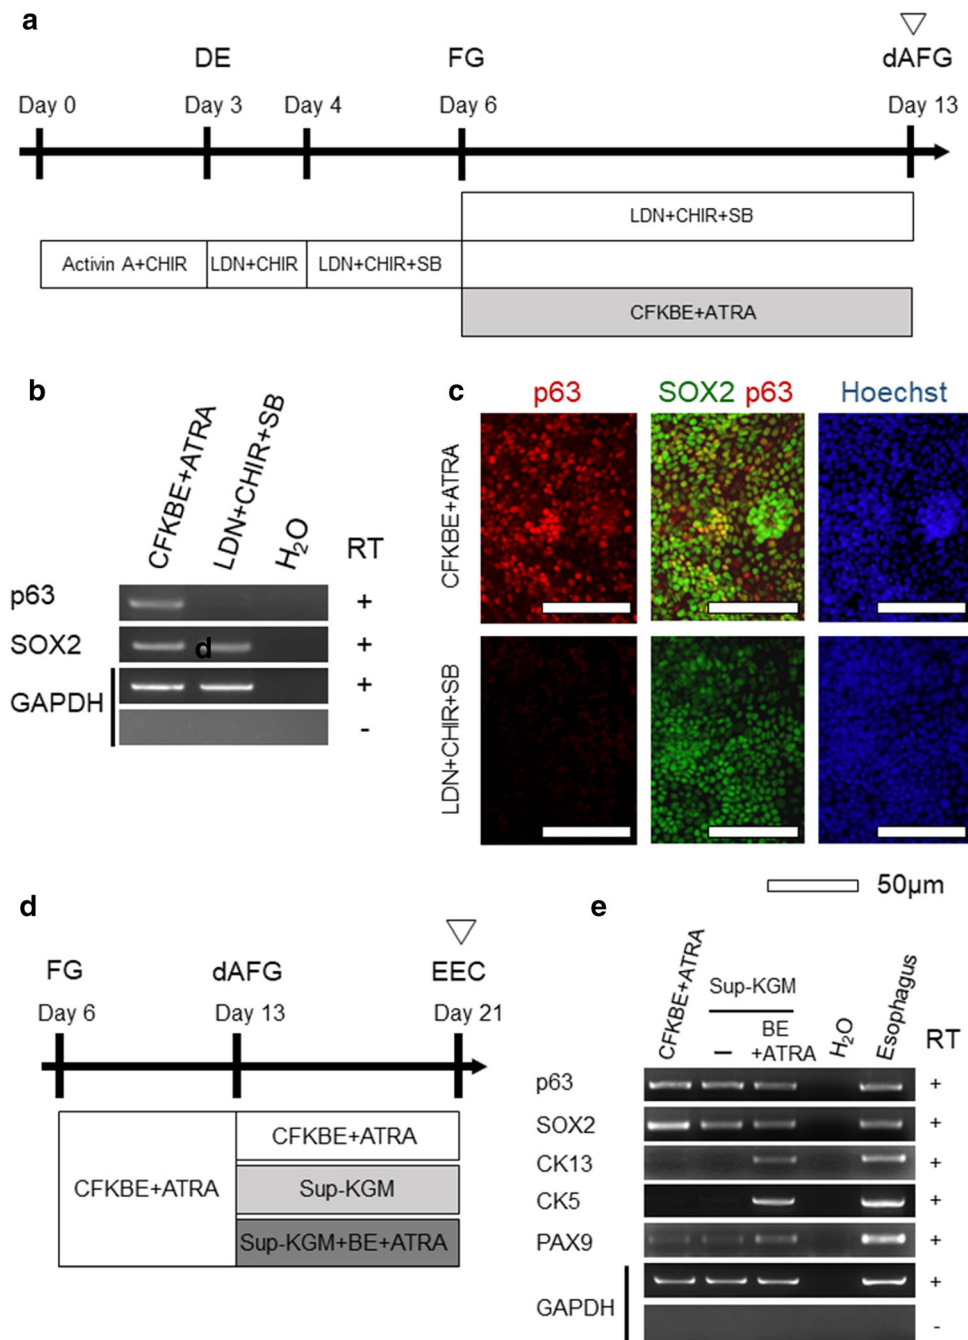 a
DE FG dAFG
Day 0 Day 3 Day 4 Day 6 Day 13
LDN+CHIR+SB
Activin A+CHIR LDN+CHIR LDN+CHIR+SB
CFKBE+ATRA
b
CFKBE+ATRA LDN+CHIR+SB H₂O RT
p63 +
SOX2 d +
GAPDH +
-
c
p63 SOX2 p63 Hoechst
CFKBE+ATRA
LDN+CHIR+SB
50µm
d
FG dAFG EEC
Day 6 Day 13 Day 21
CFKBE+ATRA
CFKBE+ATRA
Sup-KGM
Sup-KGM+BE+ATRA
e
CFKBE+ATRA Sup-KGM H₂O Esophagus RT
– BE
+ATRA
p63 +
SOX2 +
CK13 +
CK5 +
PAX9 +
GAPDH +
-